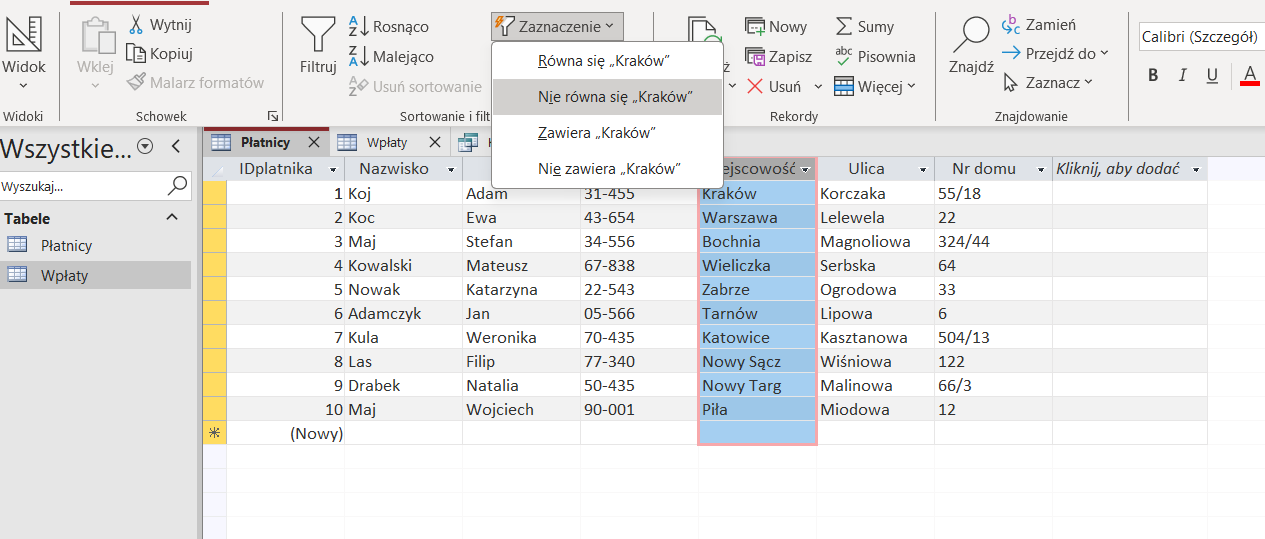 Widok
Widoki
Wklej
Wytnij
Kopiuj
Malarz formatów
Schowek
Filtruj
Rosnąco
Malejąco
Usuń sortowanie
Sortowanie i filt
Zaznaczenie
Równa się „Kraków”
Nie równa się „Kraków”
Zawiera „Kraków”
Nie zawiera „Kraków”
Nowy
Zapisz
Usuń
Sumy
Pisownia
Więcej
Rekordy
Znajdź
Zamień
Przejdź do
Zaznacz
Znajdowanie
Calibri (Szczegół)
B I U A
Wszystkie...
Wyszukaj...
Tabele
Płatnicy
Wpłaty
Płatnicy Wpłaty
IDpłatnika Nazwisko ejscowość Ulica Nr domu Kliknij, aby dodać
1 Koj Adam 31-455 Kraków Korczaka 55/18
2 Koc Ewa 43-654 Warszawa Lelewela 22
3 Maj Stefan 34-556 Bochnia Magnoliowa 324/44
4 Kowalski Mateusz 67-838 Wieliczka Serbska 64
5 Nowak Katarzyna 22-543 Zabrze Ogrodowa 33
6 Adamczyk Jan 05-566 Tarnów Lipowa 6
7 Kula Weronika 70-435 Katowice Kasztanowa 504/13
8 Las Filip 77-340 Nowy Sącz Wiśniowa 122
9 Drabek Natalia 50-435 Nowy Targ Malinowa 66/3
10 Maj Wojciech 90-001 Piła Miodowa 12
(Nowy)